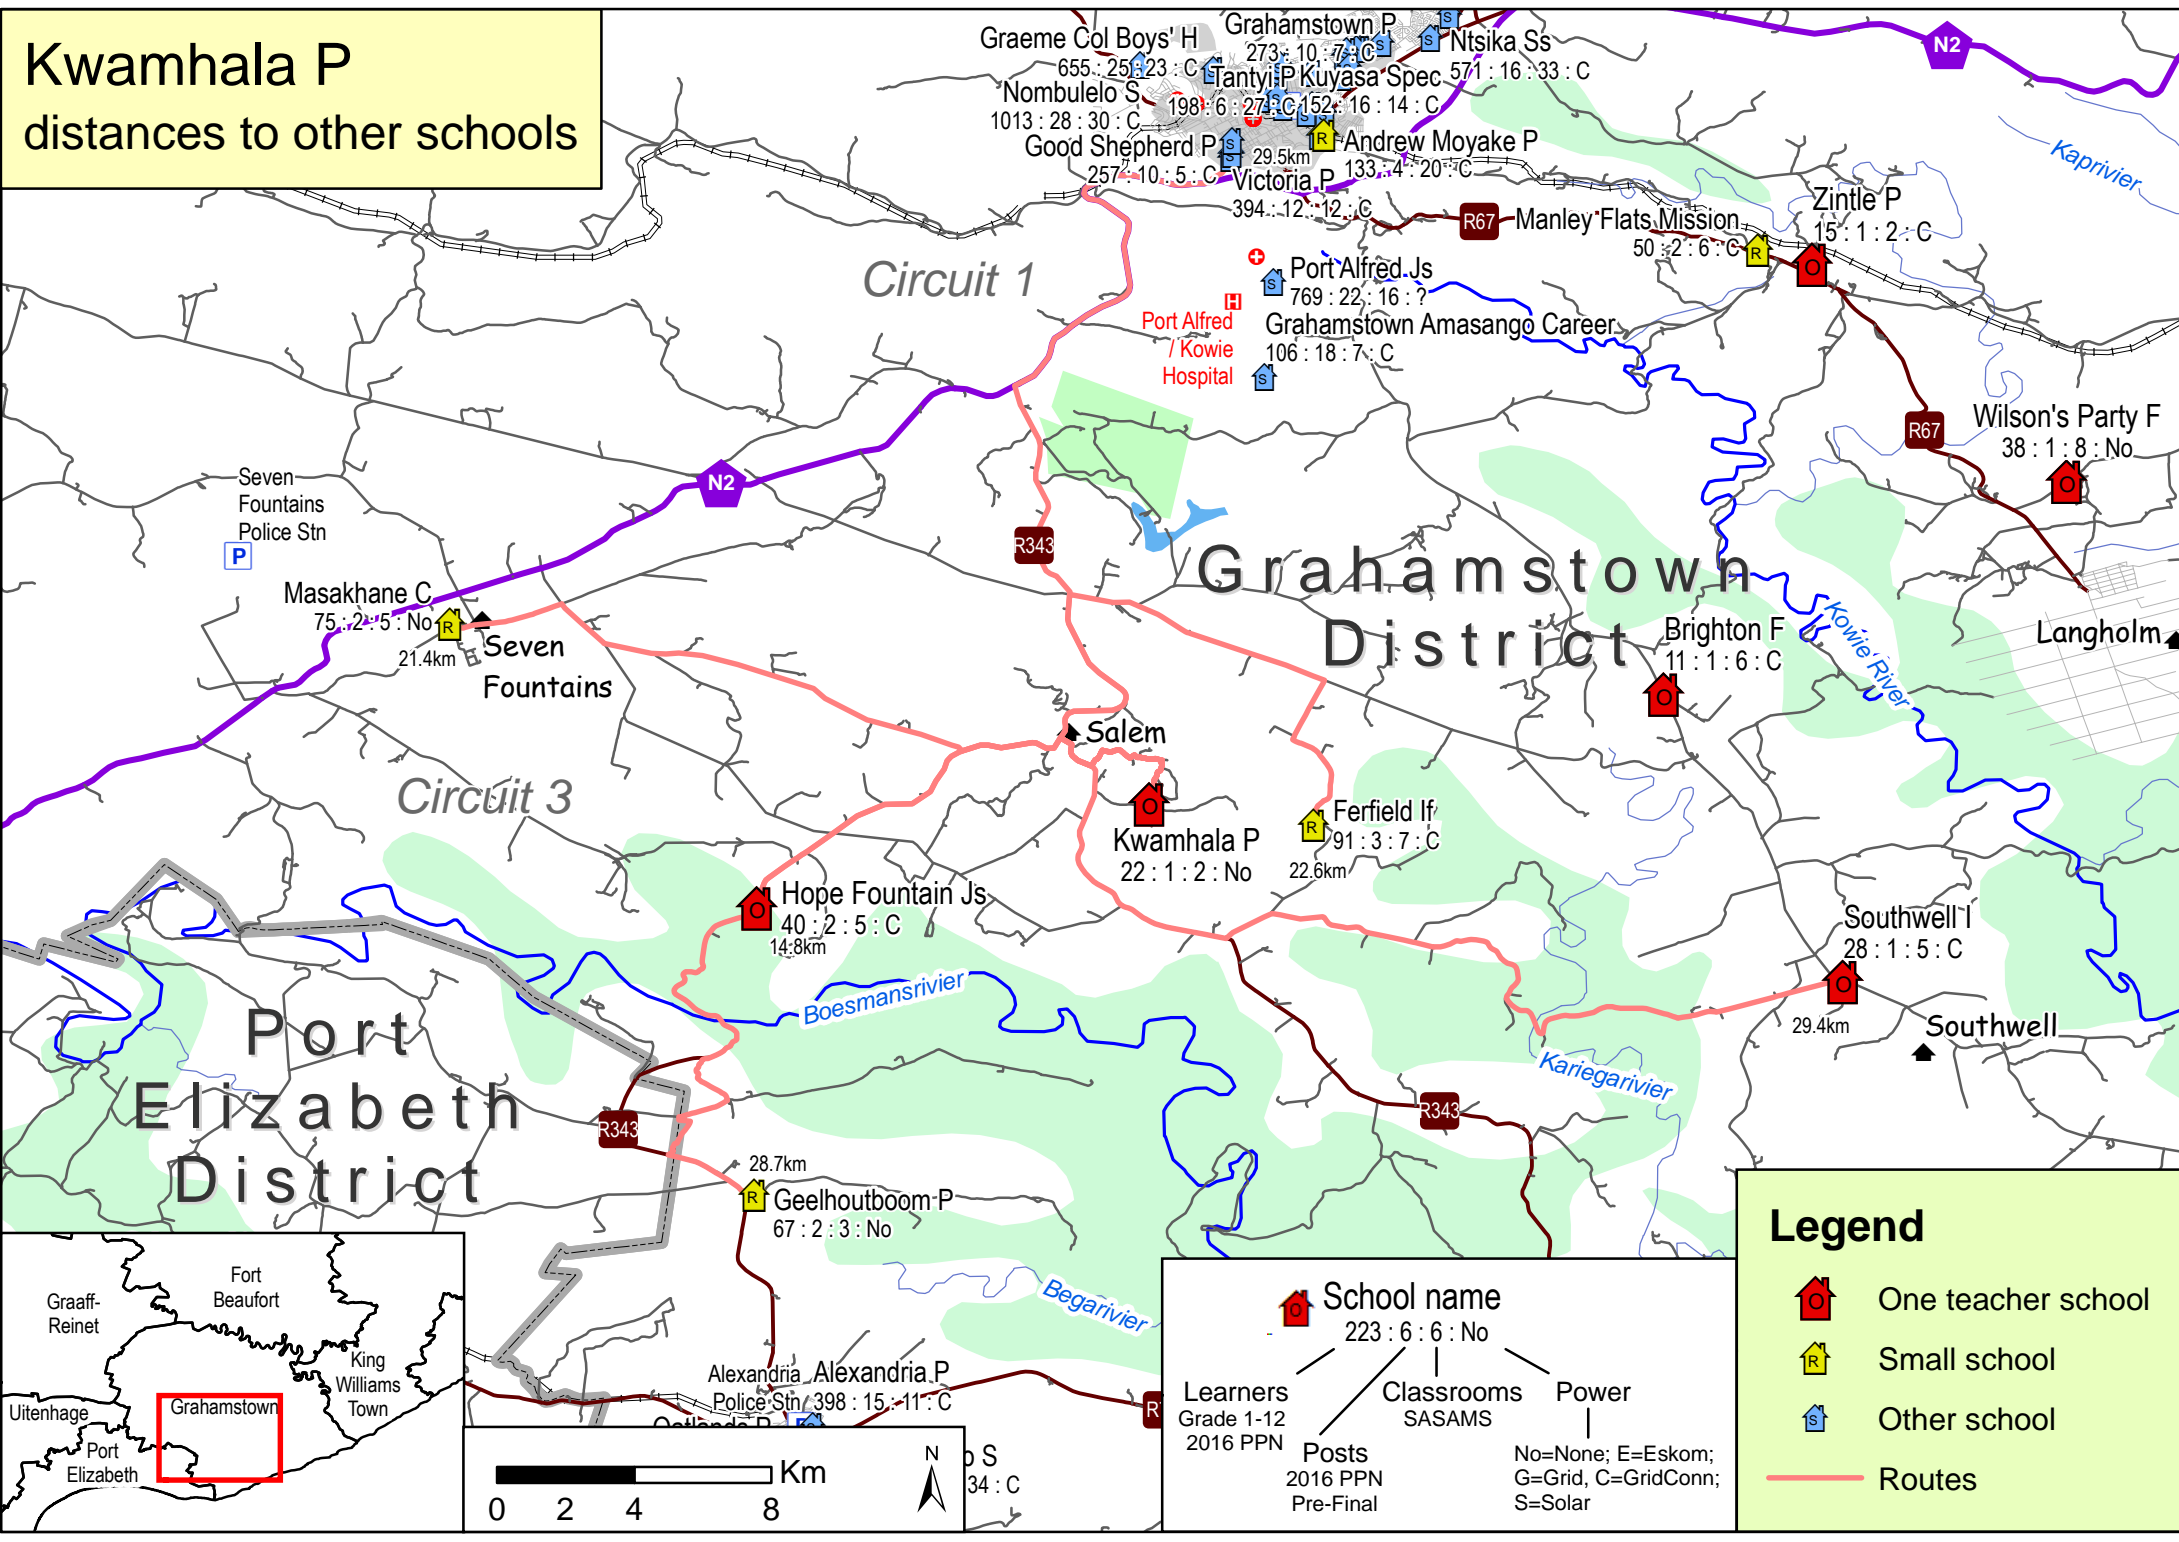 Kwamhala P
distances to other schools
Graeme Col Boys' H
655 : 25 : 23 : C
Nombulelo S
1013 : 28 : 30 : C
Good Shepherd P
257 : 10 : 5 : C
Grahamstown P
273 : 10 : 7 : C
Tantyi P
198 : 6 : 27 : C
Kuyasa Spec
152 : 16 : 14 : C
Ntsika Ss
571 : 16 : 33 : C
Andrew Moyake P
133 : 4 : 20 : C
29.5km
Victoria P
394 : 12 : 12 : C
N2
Kaprivier
R67
Manley Flats Mission
50 : 2 : 6 : C
Zintle P
15 : 1 : 2 : C
Circuit 1
Port Alfred Js
769 : 22 : 16 : ?
Port Alfred
/ Kowie
Hospital
H
Grahamstown Amasango Career
106 : 18 : 7 : C
R67
Wilson's Party F
38 : 1 : 8 : No
N2
Seven
Fountains
Police Stn
P
R343
Grahamstown
District
Masakhane C
75 : 2 : 5 : No
21.4km
Seven
Fountains
Brighton F
11 : 1 : 6 : C
Kowie River
Langholm
Salem
Circuit 3
Kwamhala P
22 : 1 : 2 : No
Ferfield If
91 : 3 : 7 : C
22.6km
Hope Fountain Js
40 : 2 : 5 : C
14.8km
Southwell I
28 : 1 : 5 : C
29.4km
Southwell
Boesmansrivier
Port
Elizabeth
District
Kariegarivier
R343
R343
28.7km
Geelhoutboom P
67 : 2 : 3 : No
Begarivier
Alexandria
Police Stn
Alexandria P
398 : 15 : 11 : C
S
34 : C
Graaff-
Reinet
Fort
Beaufort
King
Williams
Town
Uitenhage
Grahamstown
Port
Elizabeth
Km
0 2 4 8
N
School name
223 : 6 : 6 : No
Learners
Grade 1-12
2016 PPN
Posts
2016 PPN
Pre-Final
Classrooms
SASAMS
Power
No=None; E=Eskom;
G=Grid, C=GridConn;
S=Solar
Legend
O One teacher school
R Small school
S Other school
Routes